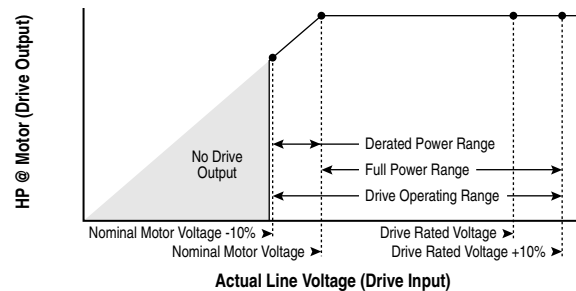 HP @ Motor (Drive Output)
No Drive
Output
Derated Power Range
Full Power Range
Drive Operating Range
Nominal Motor Voltage -10%
Nominal Motor Voltage
Drive Rated Voltage
Drive Rated Voltage +10%
Actual Line Voltage (Drive Input)